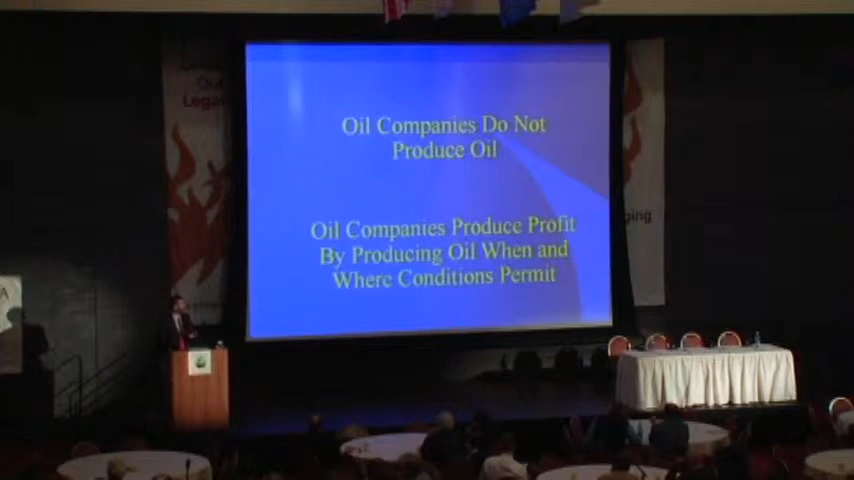 Oil Companies Do Not
Produce Oil
Oil Companies Produce Profit
By Producing Oil When and
Where Conditions Permit